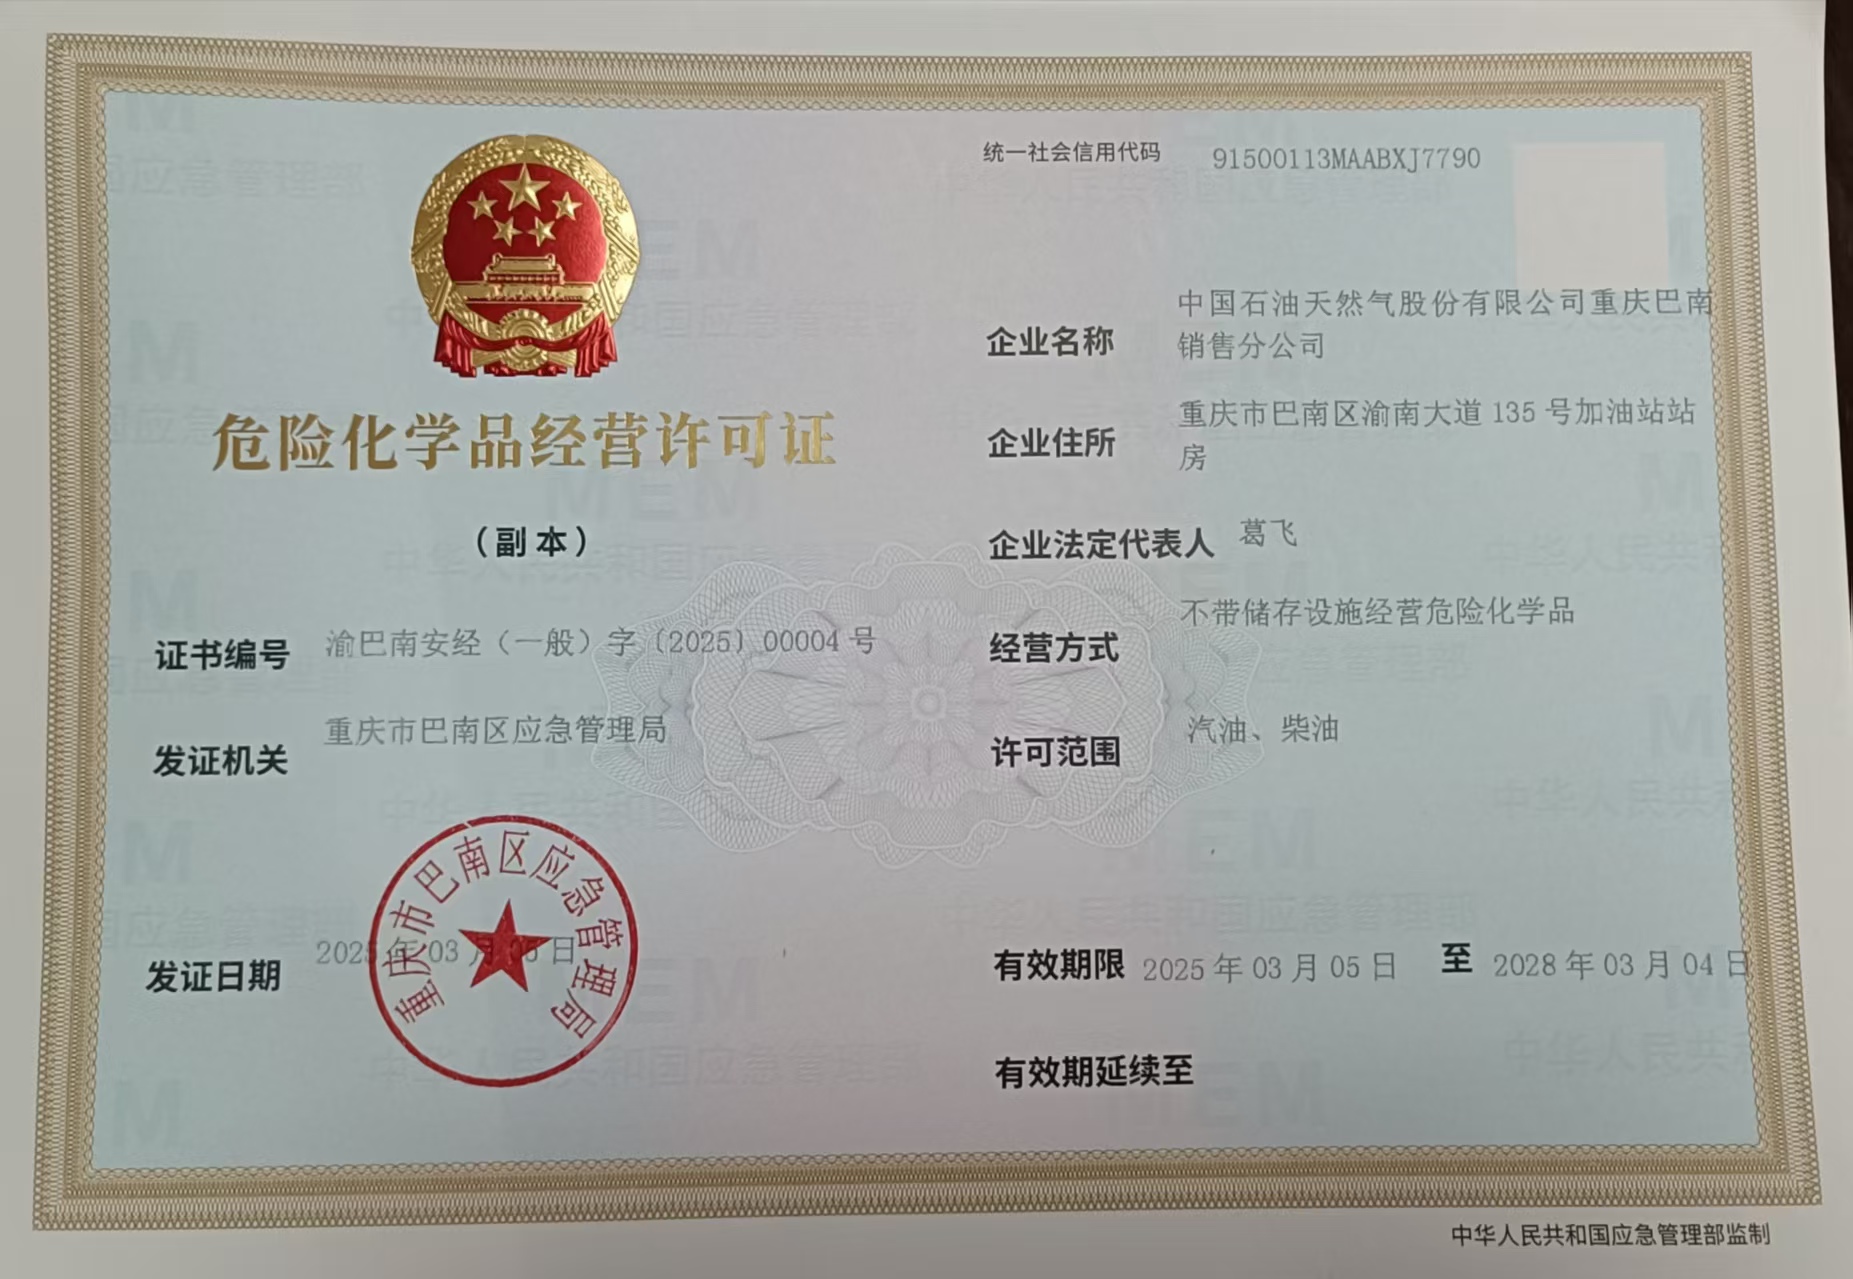 统一社会信用代码 91500113MAABXJ7790
危险化学品经营许可证
（副本）
证书编号 渝巴南安经（一般）字〔2025〕00004 号
发证机关 重庆市巴南区应急管理局
重庆市巴南区应急管理局
发证日期 2025 年 03 月 05 日
企业名称 中国石油天然气股份有限公司重庆巴南
销售分公司
企业住所 重庆市巴南区渝南大道 135 号加油站站
房
企业法定代表人 葛飞
经营方式 不带储存设施经营危险化学品
许可范围 汽油、柴油
有效期限 2025 年 03 月 05 日 至 2028 年 03 月 04 日
有效期延续至
中华人民共和国应急管理部监制